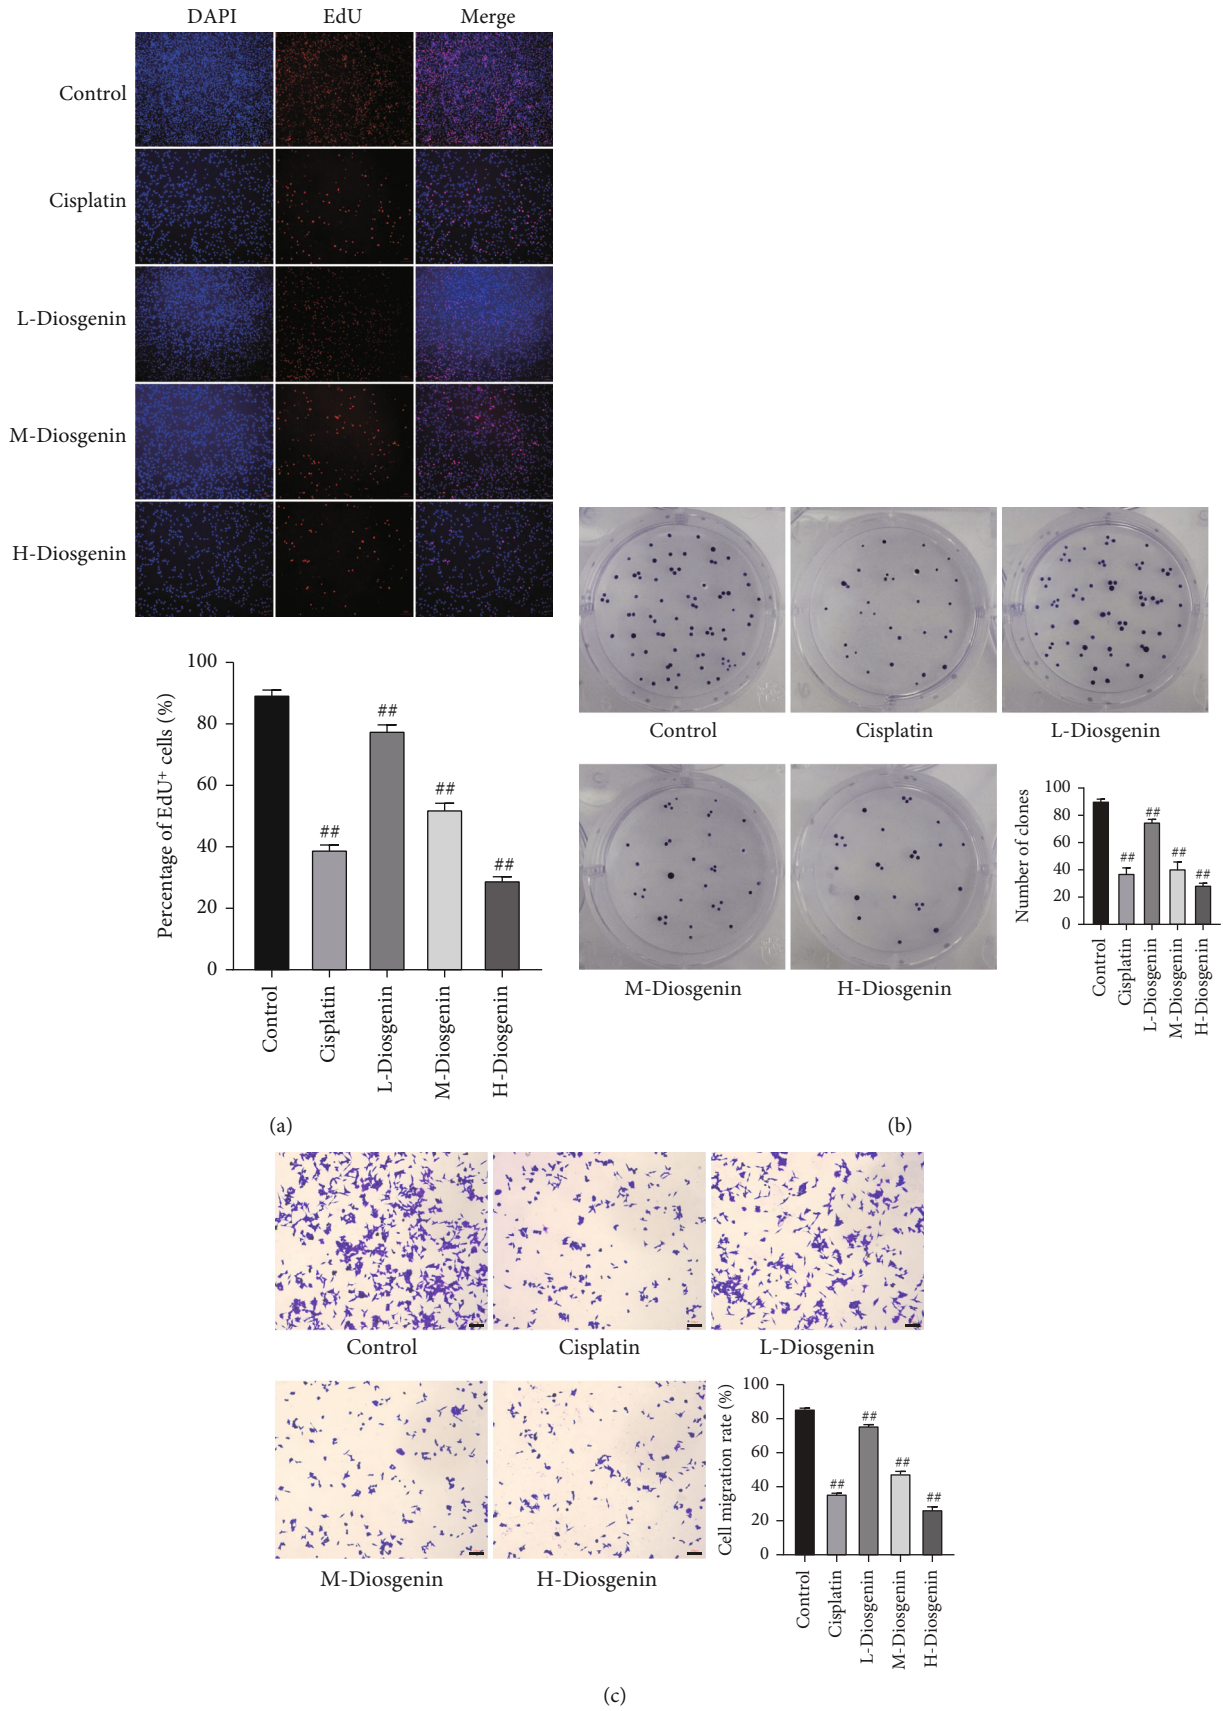 DAPI EdU Merge
Control
Cisplatin
L-Diosgenin
M-Diosgenin
H-Diosgenin
Percentage of EdU⁺ cells (%)
100
80
60
40
20
0
##
##
##
##
Control
Cisplatin
L-Diosgenin
M-Diosgenin
H-Diosgenin
(a)
Control Cisplatin L-Diosgenin
M-Diosgenin H-Diosgenin
Number of clones
100
80
60
40
20
0
##
##
##
##
Control
Cisplatin
L-Diosgenin
M-Diosgenin
H-Diosgenin
(b)
Control Cisplatin L-Diosgenin
M-Diosgenin H-Diosgenin
Cell migration rate (%)
100
80
60
40
20
0
##
##
##
##
Control
Cisplatin
L-Diosgenin
M-Diosgenin
H-Diosgenin
(c)